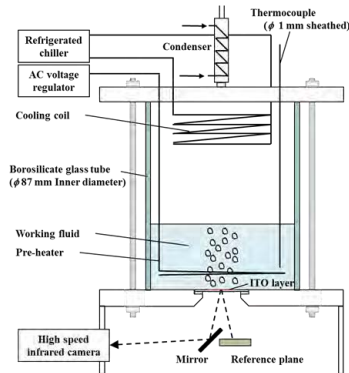 Thermocouple
(ϕ 1 mm sheathed)
Refrigerated
chiller
Condenser
AC voltage
regulator
Cooling coil
Borosilicate glass tube
(ϕ 87 mm Inner diameter)
Working fluid
Pre-heater
ITO layer
High speed
infrared camera
Mirror
Reference plane